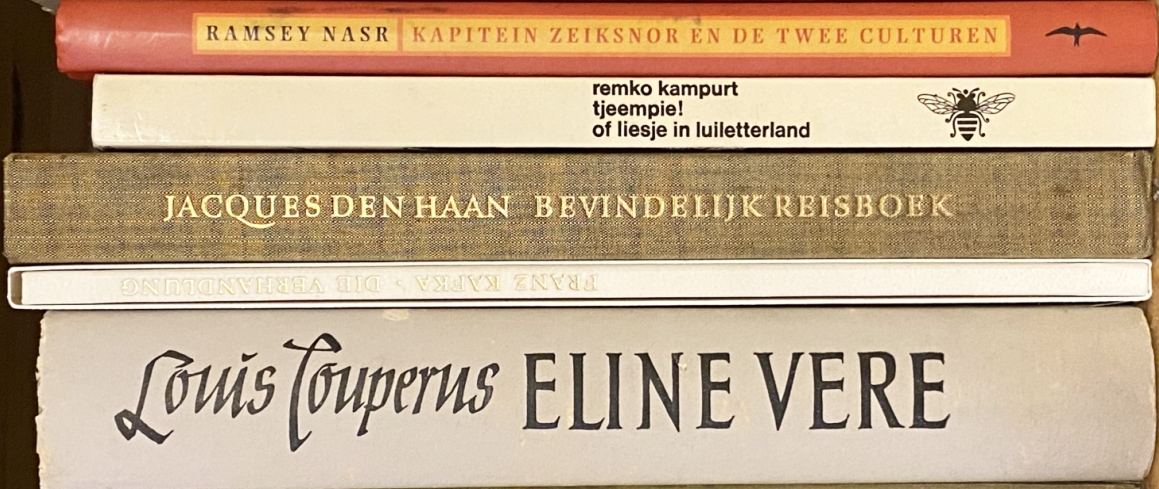 RAMSEY NASR KAPITEIN ZEIKSNOR EN DE TWEE CULTUREN
remko kampurt
tjeempie!
of liesje in luiletterland
JACQUES DEN HAAN BEVINDELIJK REISBOEK
FRANZ KAFKA · DIE VERHANDLUNG
Louis Couperus ELINE VERE